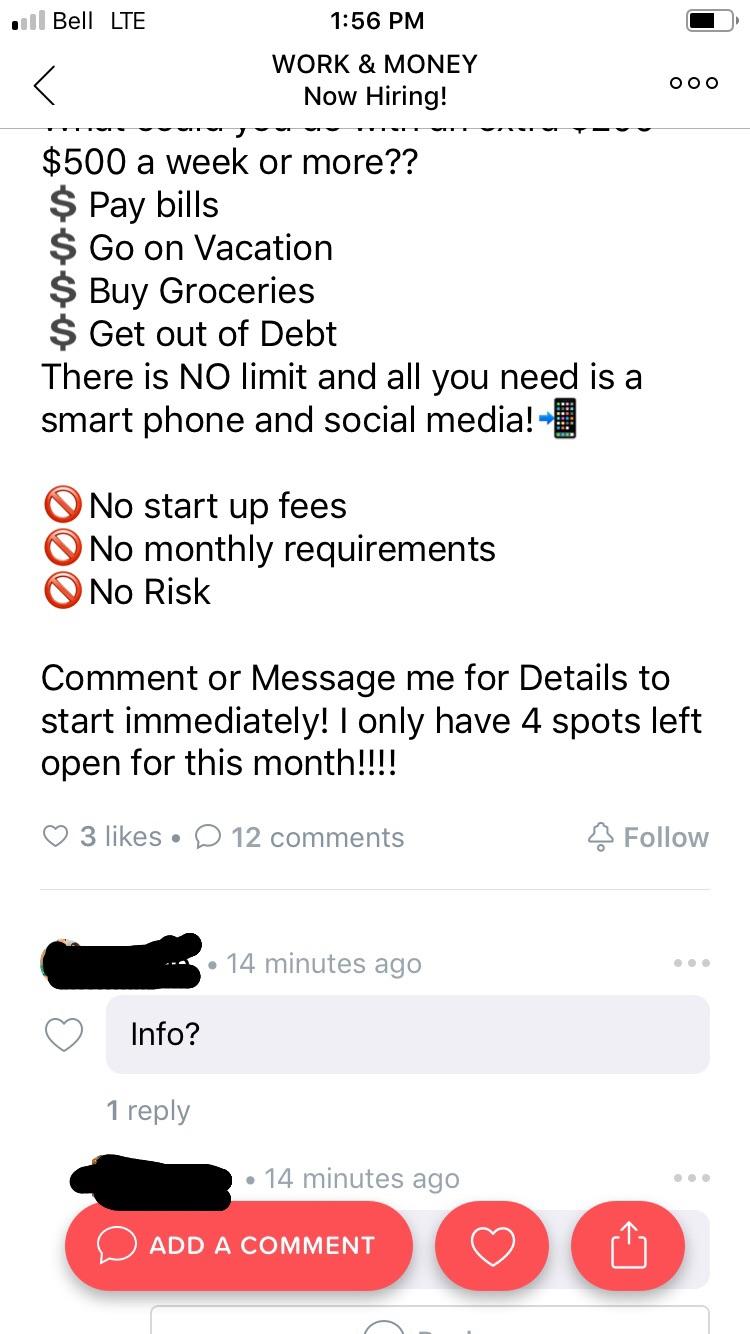 Bell LTE 1:56 PM
WORK & MONEY
Now Hiring!
$500 a week or more??
$ Pay bills
$ Go on Vacation
$ Buy Groceries
$ Get out of Debt
There is NO limit and all you need is a
smart phone and social media!📲
🚫No start up fees
🚫No monthly requirements
🚫No Risk
Comment or Message me for Details to
start immediately! I only have 4 spots left
open for this month!!!!
3 likes • 12 comments Follow
• 14 minutes ago
Info?
1 reply
• 14 minutes ago
ADD A COMMENT